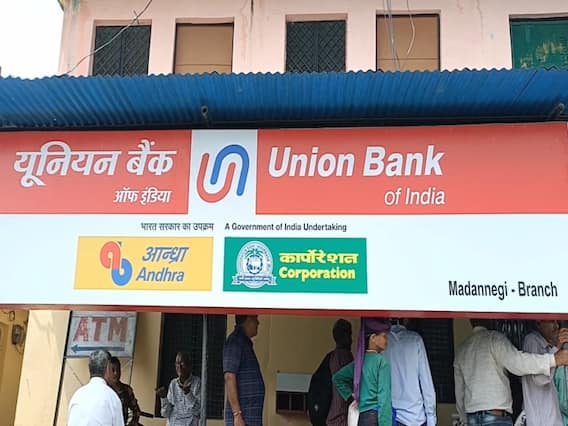 यूनियन बैंक
ऑफ इंडिया
Union Bank
of India
भारत सरकार का उपक्रम A Government of India Undertaking
आन्ध्रा
Andhra
कार्पोरेशन
Corporation
Madannegi - Branch
ATM